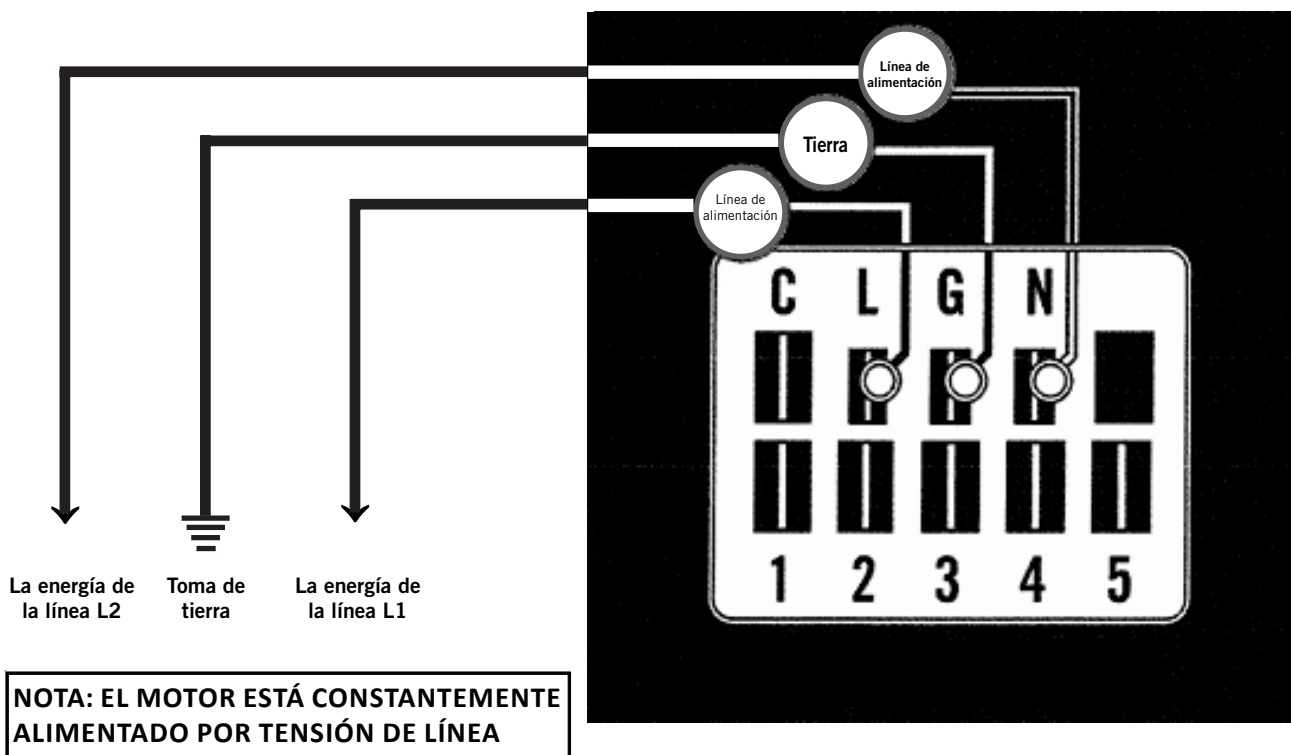 Línea de
alimentación
Tierra
Línea de
alimentación
C L G N
1 2 3 4 5
La energía de
la línea L2
Toma de
tierra
La energía de
la línea L1
NOTA: EL MOTOR ESTÁ CONSTANTEMENTE
ALIMENTADO POR TENSIÓN DE LÍNEA